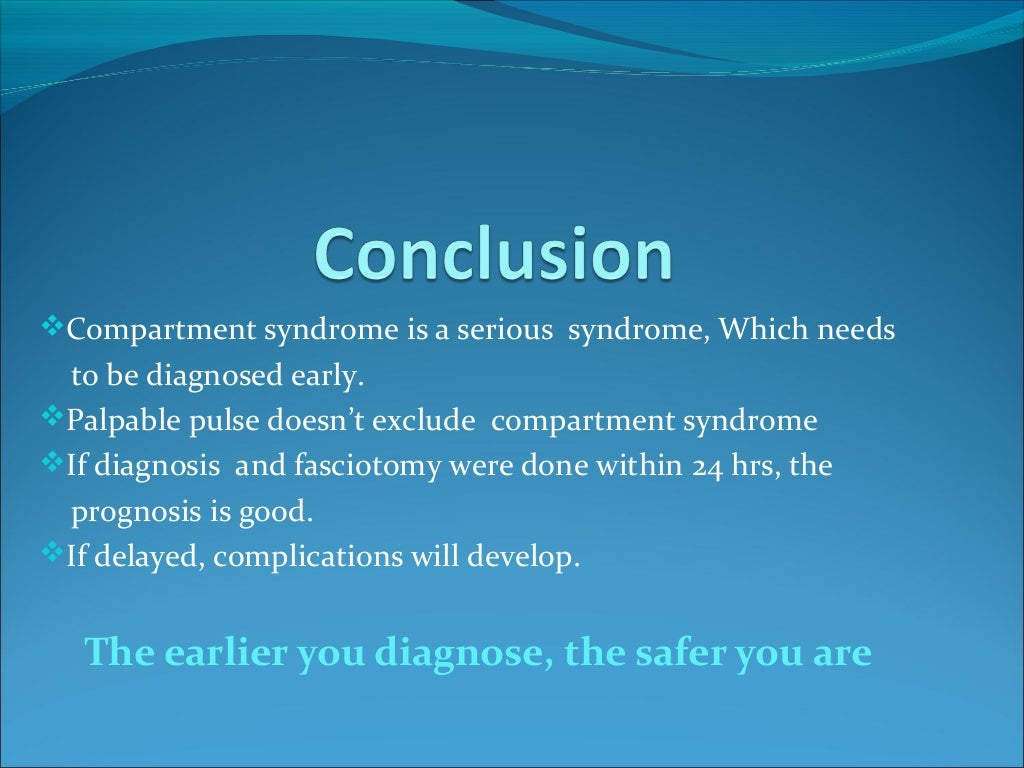 Conclusion
❖Compartment syndrome is a serious  syndrome, Which needs
to be diagnosed early.
❖Palpable pulse doesn’t exclude  compartment syndrome
❖If diagnosis  and fasciotomy were done within 24 hrs, the
prognosis is good.
❖If delayed, complications will develop.
The earlier you diagnose, the safer you are